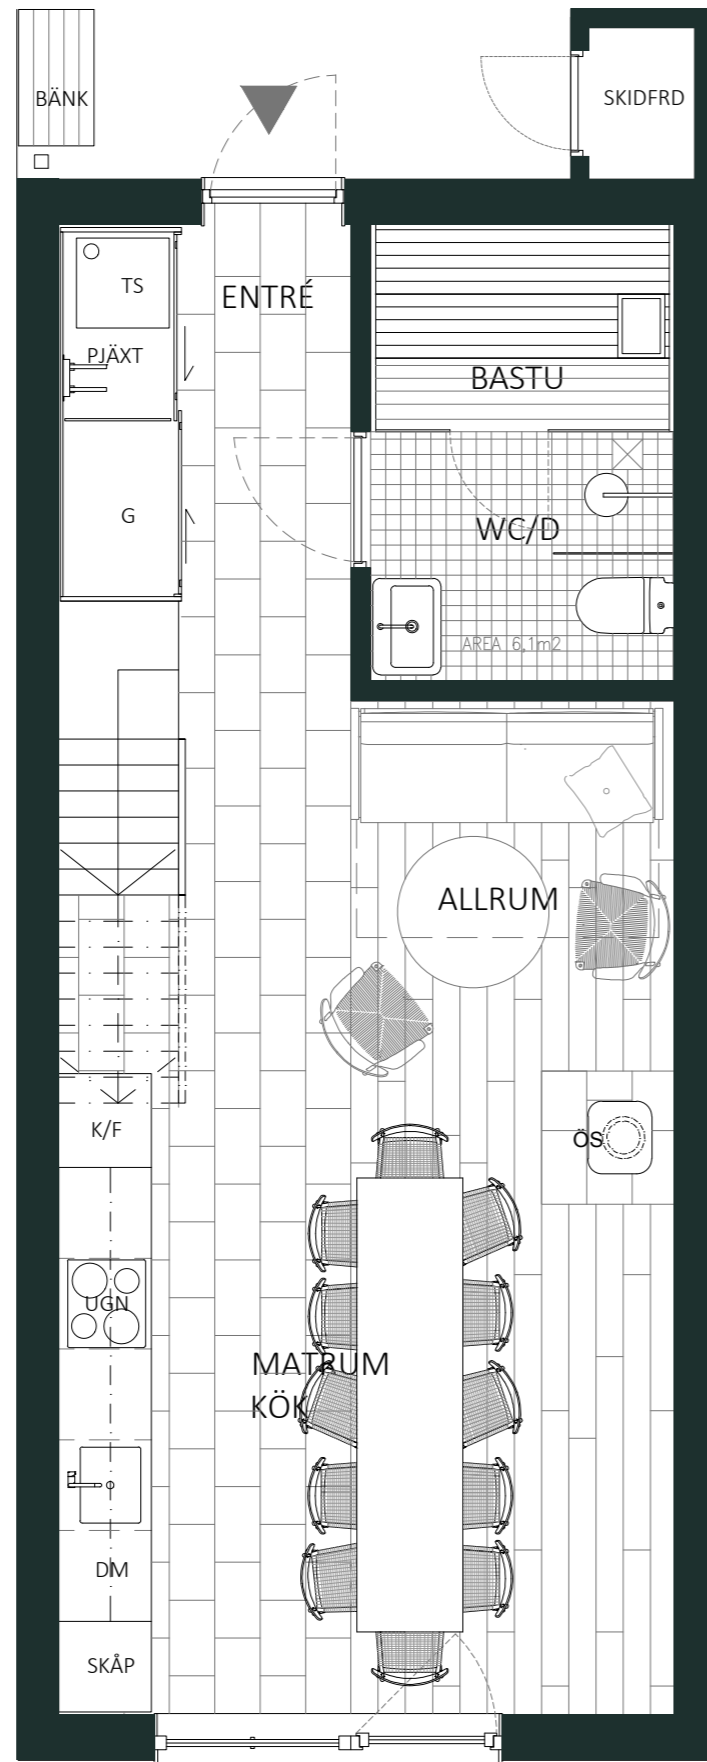 BÄNK
SKIDFRD
TS
ENTRÉ
PJÄXT
BASTU
G
WC/D
AREA 6,1m2
ALLRUM
K/F
ÖS
UGN
MATRUM
KÖK
DM
SKÅP